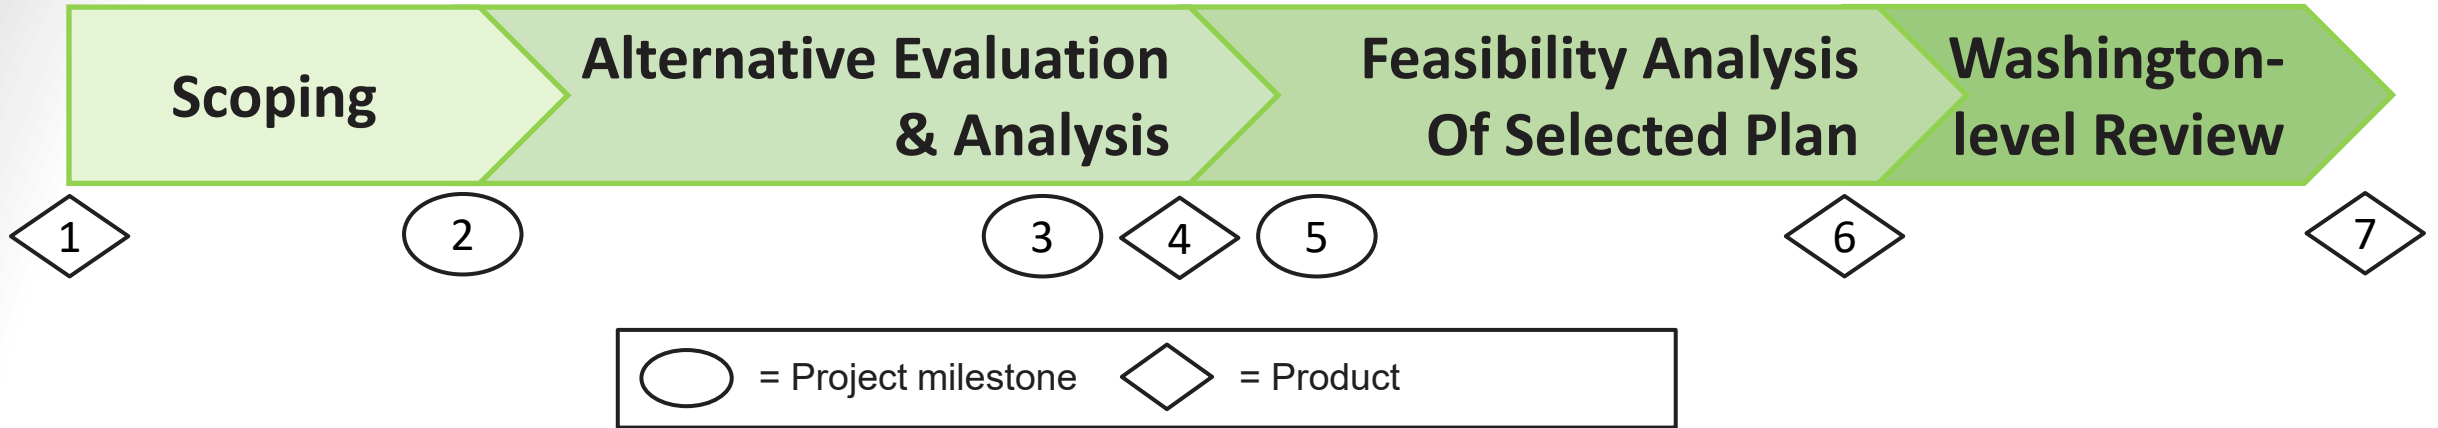 Scoping
Alternative Evaluation
& Analysis
Feasibility Analysis
Of Selected Plan
Washington-
level Review
1
2
3
4
5
6
7
= Project milestone
= Product